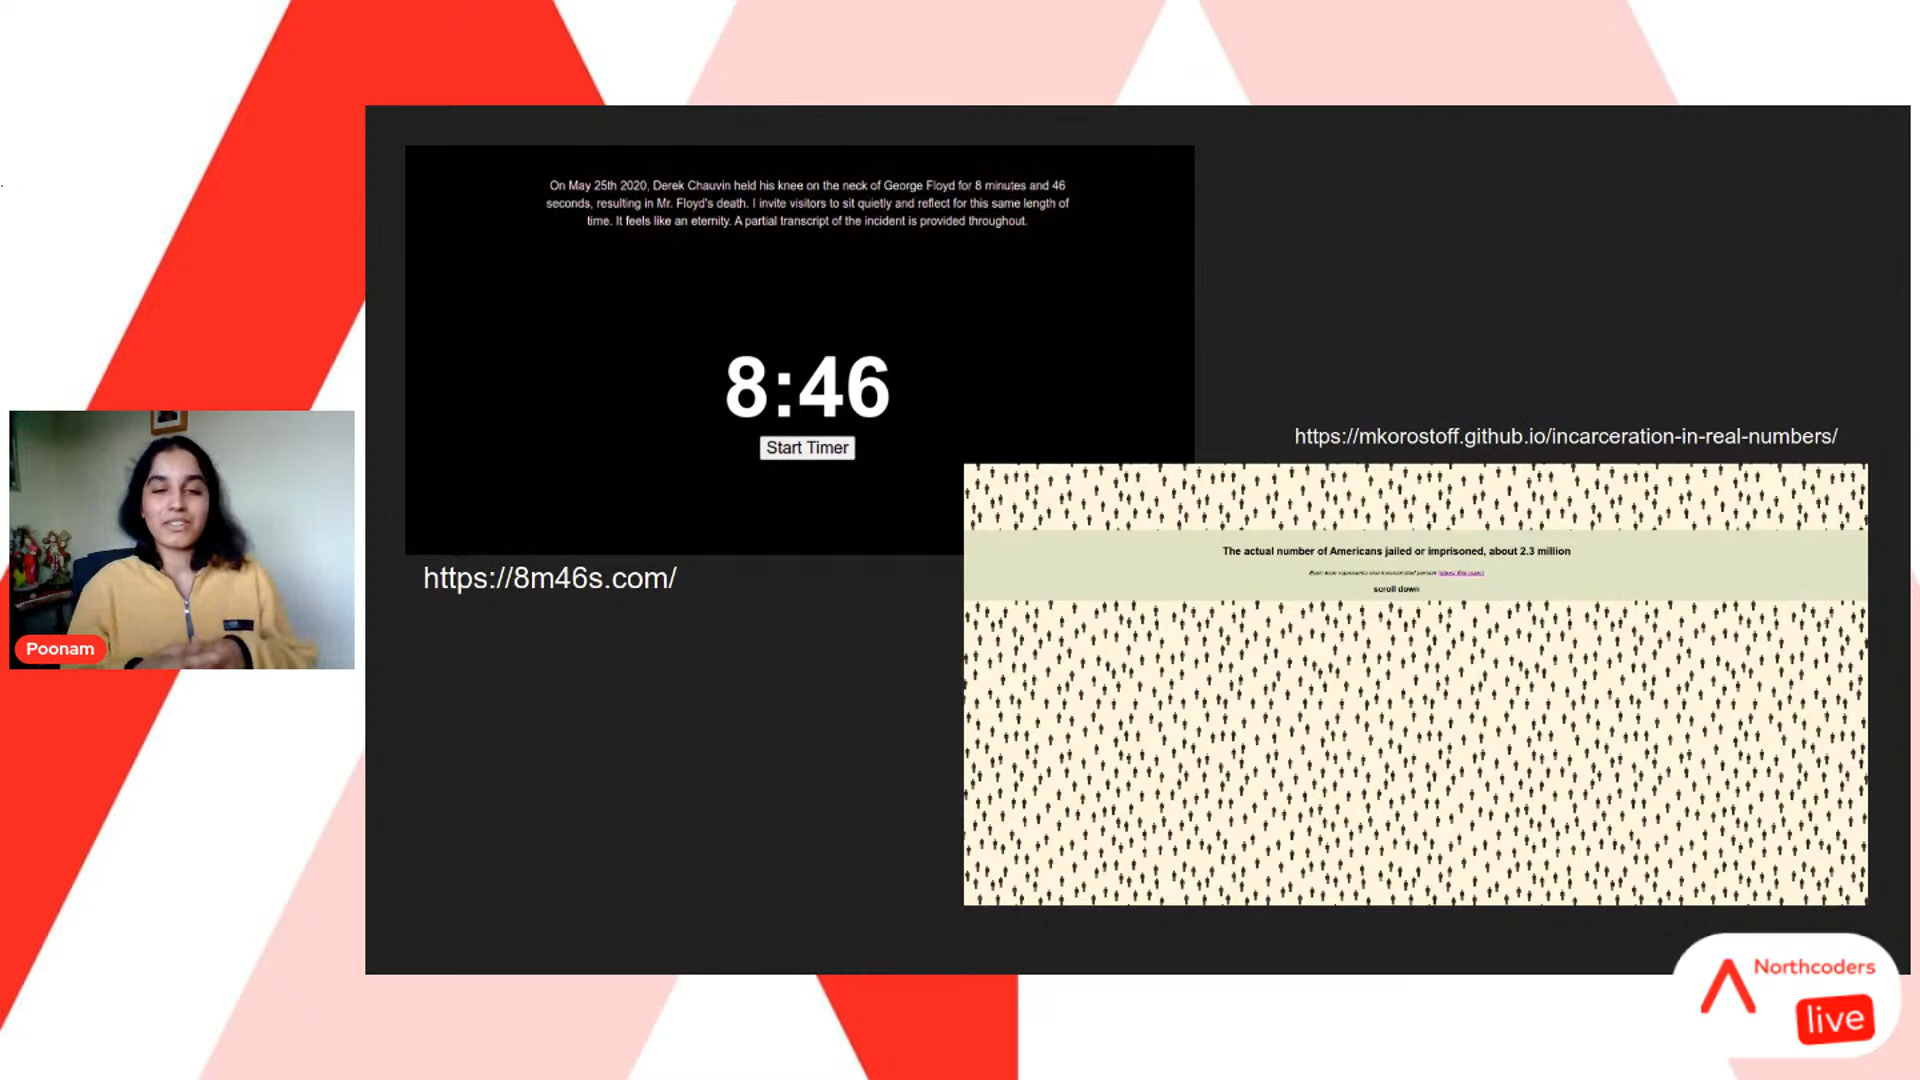 On May 25th 2020, Derek Chauvin held his knee on the neck of George Floyd for 8 minutes and 46
seconds, resulting in Mr. Floyd's death. I invite visitors to sit quietly and reflect for this same length of
time. It feels like an eternity. A partial transcript of the incident is provided throughout.
8:46
Start Timer
https://8m46s.com/
https://mkorostoff.github.io/incarceration-in-real-numbers/
The actual number of Americans jailed or imprisoned, about 2.3 million
scroll down
Poonam
Northcoders
live